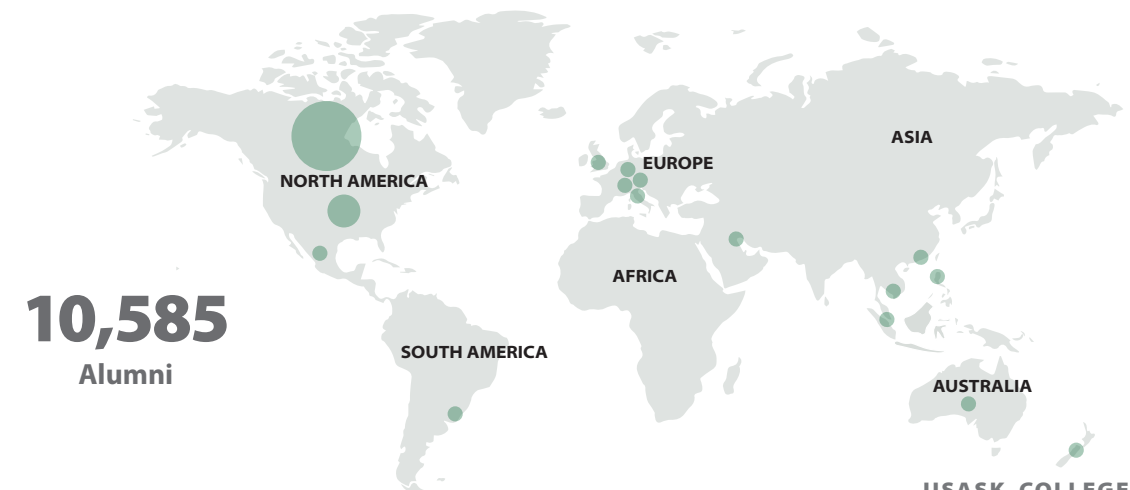 ASIA
EUROPE
NORTH AMERICA
AFRICA
10,585
Alumni
SOUTH AMERICA
AUSTRALIA
USASK COLLEGE